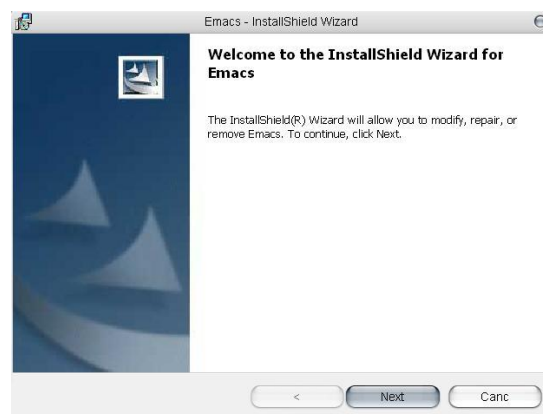 Emacs - InstallShield Wizard
Welcome to the InstallShield Wizard for
Emacs
The InstallShield(R) Wizard will allow you to modify, repair, or
remove Emacs. To continue, click Next.
< Next Canc